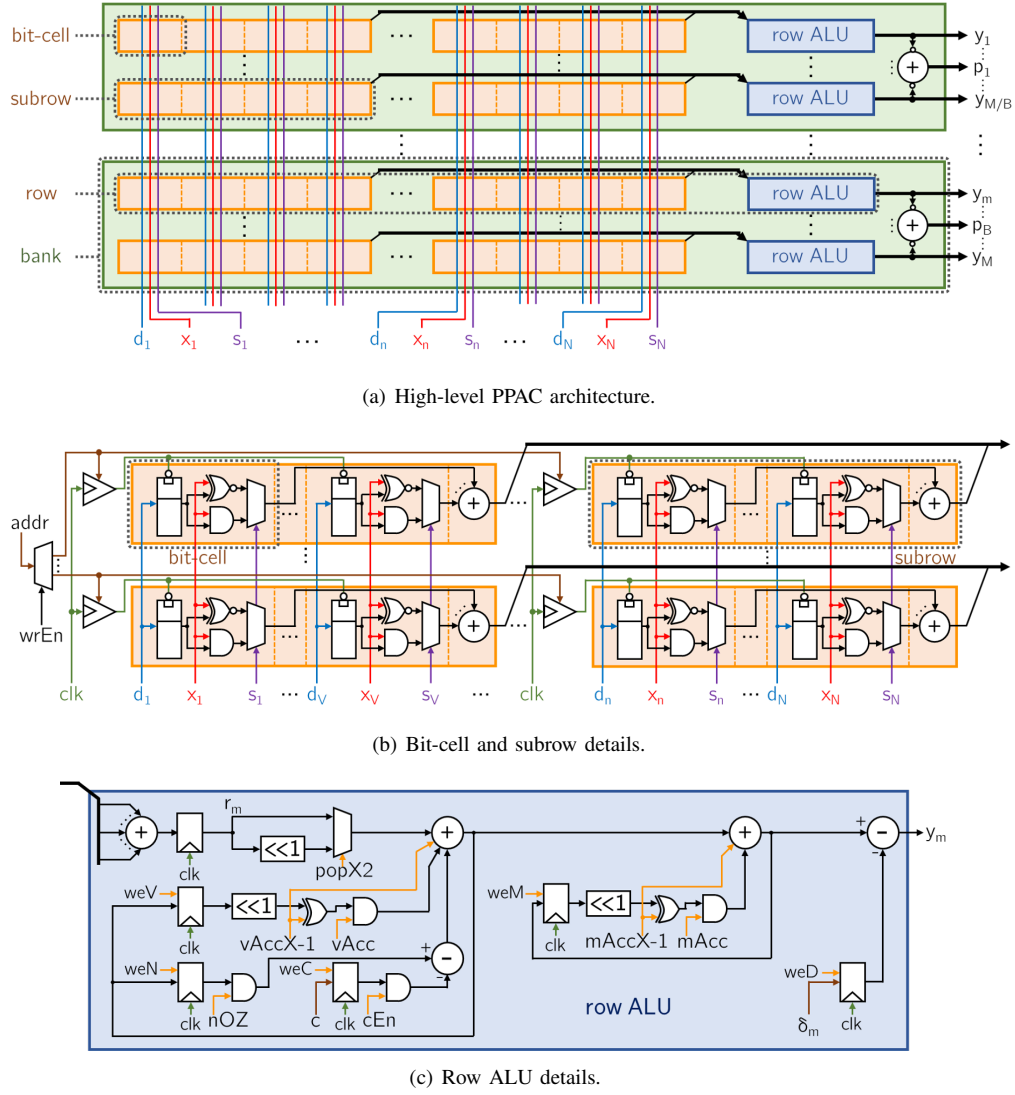 bit-cell
row ALU
y1
+
p1
subrow
row ALU
yM/B
row
row ALU
ym
+
pB
bank
row ALU
yM
d1 x1 s1 ... dn xn sn ... dN xN sN
(a) High-level PPAC architecture.
addr
bit-cell
subrow
wrEn
clk d1 x1 s1 ... dV xV sV ... clk dn xn sn ... dN xN sN
(b) Bit-cell and subrow details.
rm
+ + + + − ym
<<1
clk popX2
weV <<1 weM <<1
clk vAccX-1 vAcc clk mAccX-1 mAcc
+ −
weN weC − weD
clk nOZ c clk cEn row ALU δm clk
(c) Row ALU details.